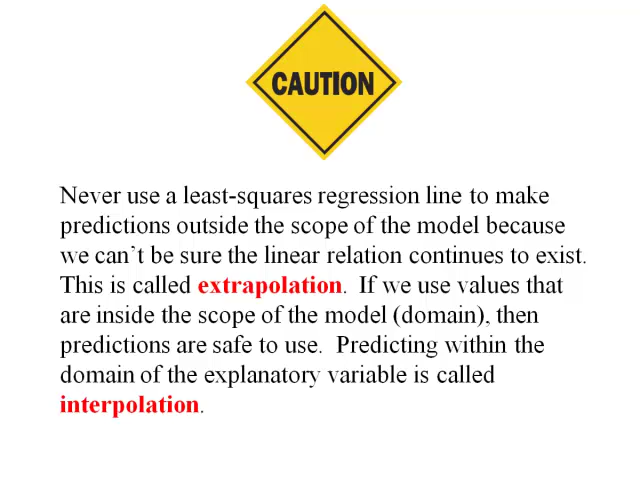 CAUTION
Never use a least-squares regression line to make
predictions outside the scope of the model because
we can't be sure the linear relation continues to exist.
This is called extrapolation.  If we use values that
are inside the scope of the model (domain), then
predictions are safe to use.  Predicting within the
domain of the explanatory variable is called
interpolation.